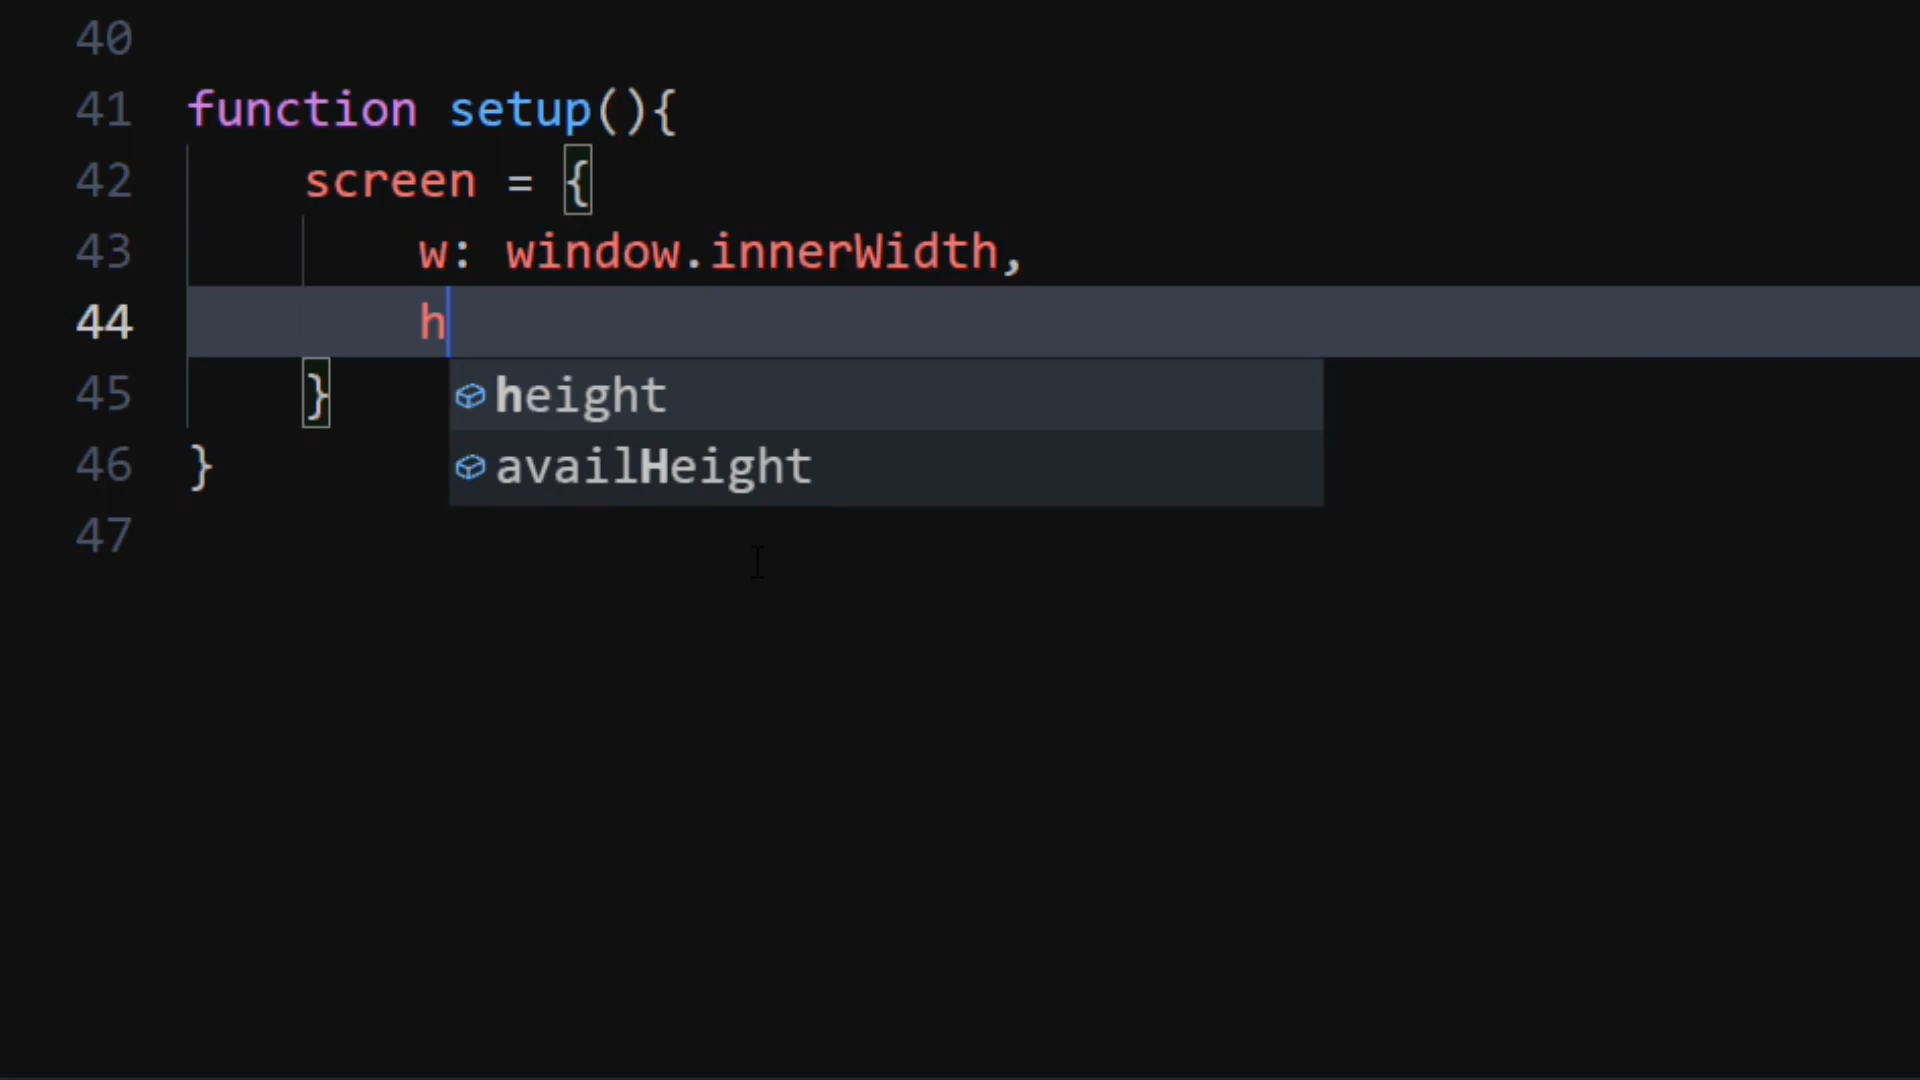 40
41 function setup(){
42 screen = {
43 w: window.innerWidth,
44 h
45 }
height
46 }
availHeight
47